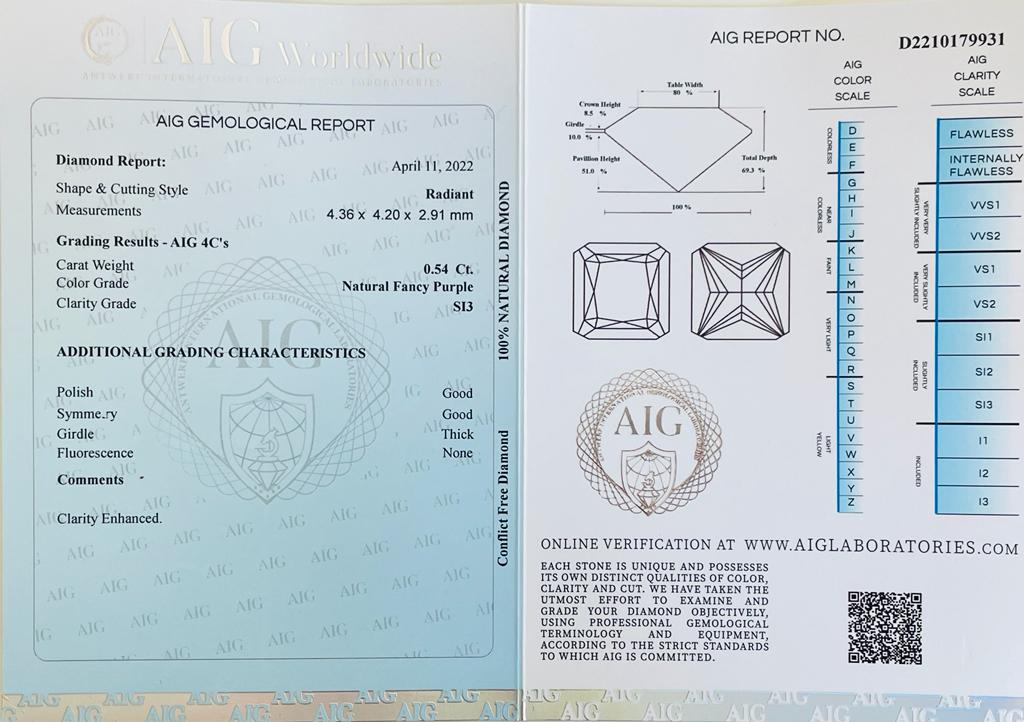 AIG Worldwide
ANTWERP INTERNATIONAL GEMOLOGICAL LABORATORIES
AIG GEMOLOGICAL REPORT
Diamond Report: April 11, 2022
Shape & Cutting Style Radiant
Measurements 4.36 x 4.20 x 2.91 mm
Grading Results - AIG 4C's
Carat Weight 0.54 Ct.
Color Grade Natural Fancy Purple
Clarity Grade SI3
ADDITIONAL GRADING CHARACTERISTICS
Polish Good
Symmetry Good
Girdle Thick
Fluorescence None
Comments -
Clarity Enhanced.
100% NATURAL DIAMOND
Conflict Free Diamond
AIG REPORT NO. D2210179931
Table Width
80 %
Crown Height
8.5 %
Girdle
10.0 %
Pavillion Height
51.0 %
Total Depth
69.3 %
100 %
AIG
AIG
COLOR
SCALE
COLORLESS
D
E
F
NEAR
COLORLESS
G
H
I
J
FAINT
K
L
M
VERY LIGHT
N
O
P
Q
R
LIGHT
YELLOW
S
T
U
V
W
X
Y
Z
AIG
CLARITY
SCALE
FLAWLESS
INTERNALLY
FLAWLESS
VERY VERY
SLIGHTLY INCLUDED
VVS1
VVS2
VERY SLIGHTLY
INCLUDED
VS1
VS2
SLIGHTLY
INCLUDED
SI1
SI2
SI3
INCLUDED
I1
I2
I3
ONLINE VERIFICATION AT WWW.AIGLABORATORIES.COM
EACH STONE IS UNIQUE AND POSSESSES
ITS OWN DISTINCT QUALITIES OF COLOR,
CLARITY AND CUT. WE HAVE TAKEN THE
UTMOST EFFORT TO EXAMINE AND
GRADE YOUR DIAMOND OBJECTIVELY,
USING PROFESSIONAL GEMOLOGICAL
TERMINOLOGY AND EQUIPMENT,
ACCORDING TO THE STRICT STANDARDS
TO WHICH AIG IS COMMITTED.